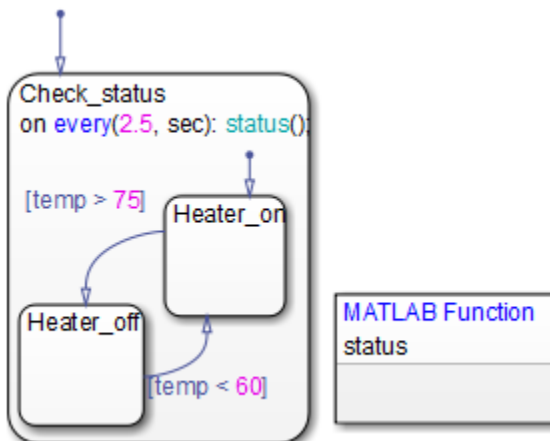 Check_status
on every(2.5, sec): status();
[temp > 75]
Heater_on
Heater_off
[temp < 60]
MATLAB Function
status